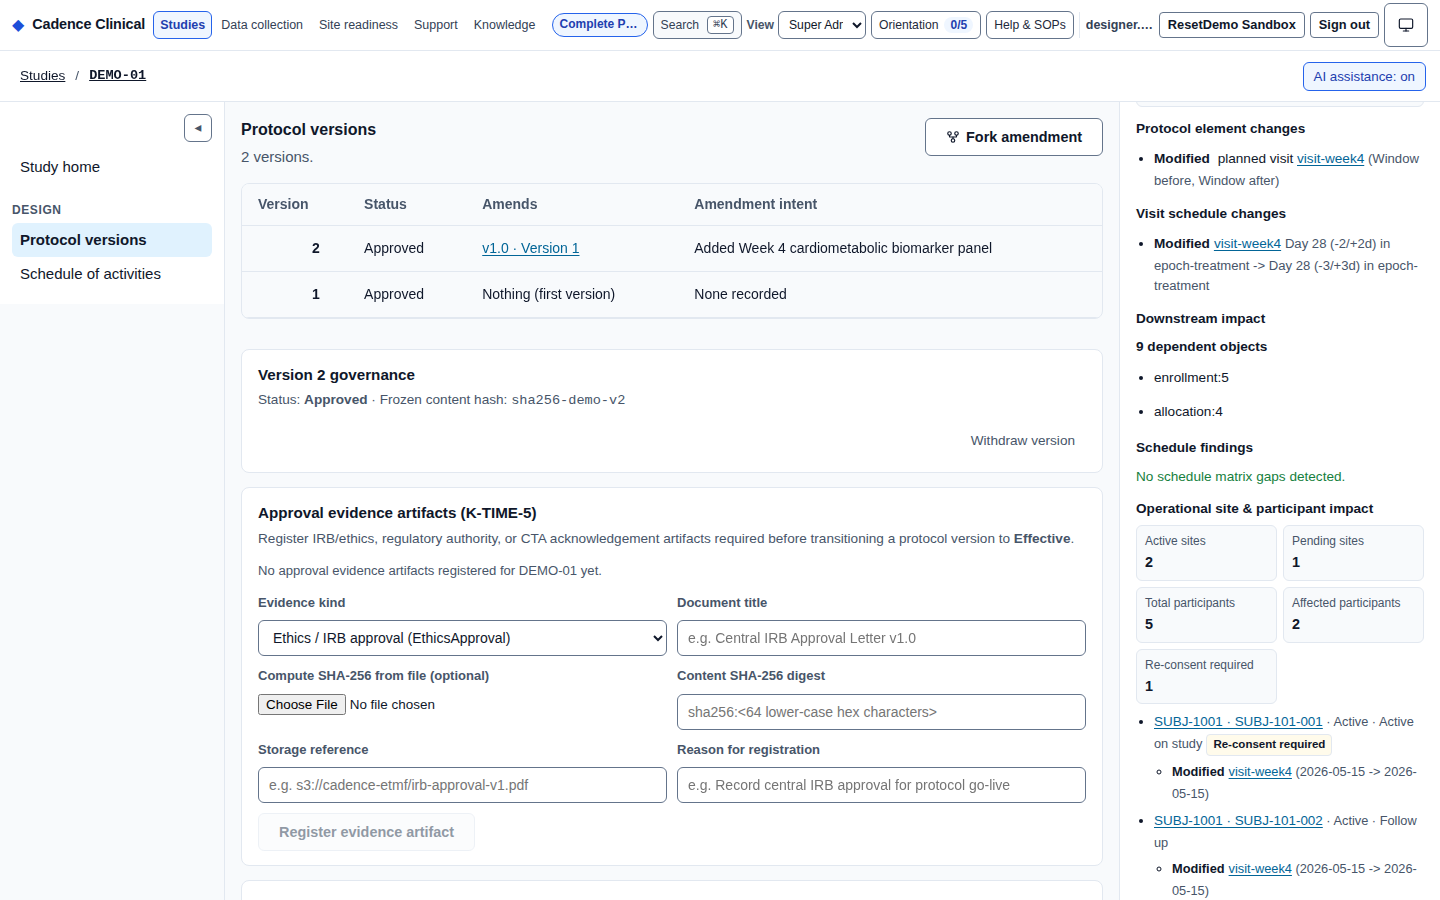 Cadence Clinical Studies Data collection Site readiness Support Knowledge Complete P… Search ⌘K View Super Adr Orientation 0/5 Help & SOPs designer.… ResetDemo Sandbox Sign out
Studies / DEMO-01
AI assistance: on
Study home
DESIGN
Protocol versions
Schedule of activities
Protocol versions
2 versions.
Fork amendment
Version Status Amends Amendment intent
2 Approved v1.0 · Version 1 Added Week 4 cardiometabolic biomarker panel
1 Approved Nothing (first version) None recorded
Version 2 governance
Status: Approved · Frozen content hash: sha256-demo-v2
Withdraw version
Approval evidence artifacts (K-TIME-5)
Register IRB/ethics, regulatory authority, or CTA acknowledgement artifacts required before transitioning a protocol version to Effective.
No approval evidence artifacts registered for DEMO-01 yet.
Evidence kind Document title
Ethics / IRB approval (EthicsApproval) e.g. Central IRB Approval Letter v1.0
Compute SHA-256 from file (optional) Content SHA-256 digest
Choose File No file chosen sha256:<64 lower-case hex characters>
Storage reference Reason for registration
e.g. s3://cadence-etmf/irb-approval-v1.pdf e.g. Record central IRB approval for protocol go-live
Register evidence artifact
Protocol element changes
• Modified planned visit visit-week4 (Window
before, Window after)
Visit schedule changes
• Modified visit-week4 Day 28 (-2/+2d) in
epoch-treatment -> Day 28 (-3/+3d) in epoch-
treatment
Downstream impact
9 dependent objects
• enrollment:5
• allocation:4
Schedule findings
No schedule matrix gaps detected.
Operational site & participant impact
Active sites Pending sites
2 1
Total participants Affected participants
5 2
Re-consent required
1
• SUBJ-1001 · SUBJ-101-001 · Active · Active
on study Re-consent required
◦ Modified visit-week4 (2026-05-15 -> 2026-
05-15)
• SUBJ-1001 · SUBJ-101-002 · Active · Follow
up
◦ Modified visit-week4 (2026-05-15 -> 2026-
05-15)